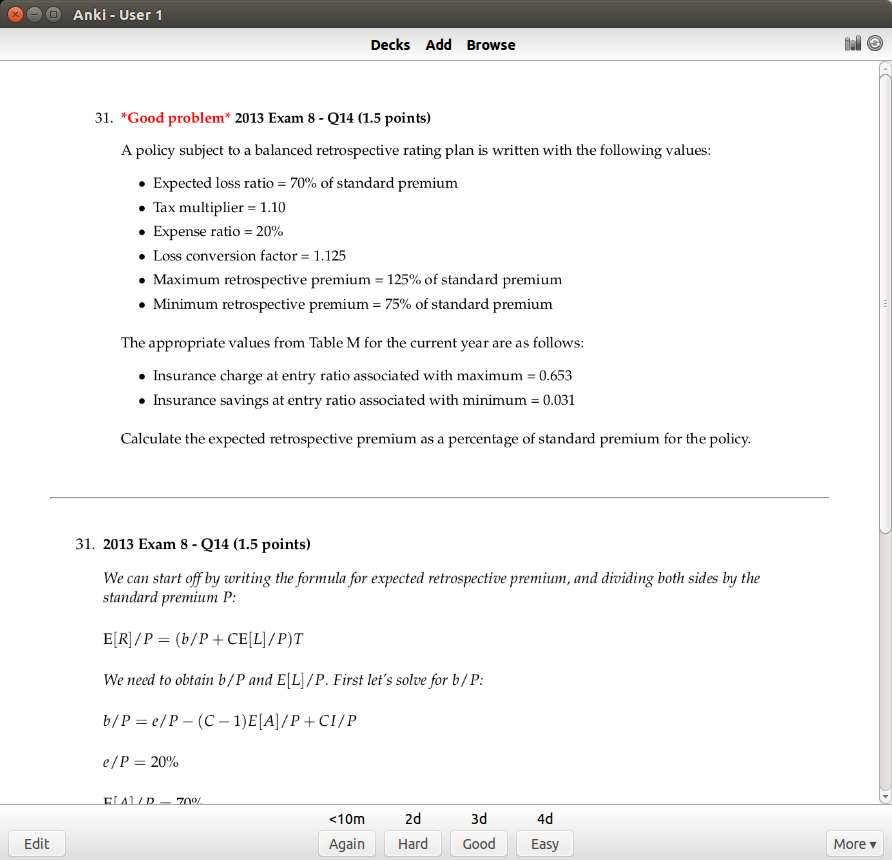 Anki - User 1
Decks Add Browse
31. *Good problem* 2013 Exam 8 - Q14 (1.5 points)
A policy subject to a balanced retrospective rating plan is written with the following values:
• Expected loss ratio = 70% of standard premium
• Tax multiplier = 1.10
• Expense ratio = 20%
• Loss conversion factor = 1.125
• Maximum retrospective premium = 125% of standard premium
• Minimum retrospective premium = 75% of standard premium
The appropriate values from Table M for the current year are as follows:
• Insurance charge at entry ratio associated with maximum = 0.653
• Insurance savings at entry ratio associated with minimum = 0.031
Calculate the expected retrospective premium as a percentage of standard premium for the policy.
31. 2013 Exam 8 - Q14 (1.5 points)
We can start off by writing the formula for expected retrospective premium, and dividing both sides by the
standard premium P:
E[R]/P = (b/P + CE[L]/P)T
We need to obtain b/P and E[L]/P. First let's solve for b/P:
b/P = e/P − (C − 1)E[A]/P + CI/P
e/P = 20%
E[A]/P = 70%
<10m 2d 3d 4d
Edit Again Hard Good Easy More ▾